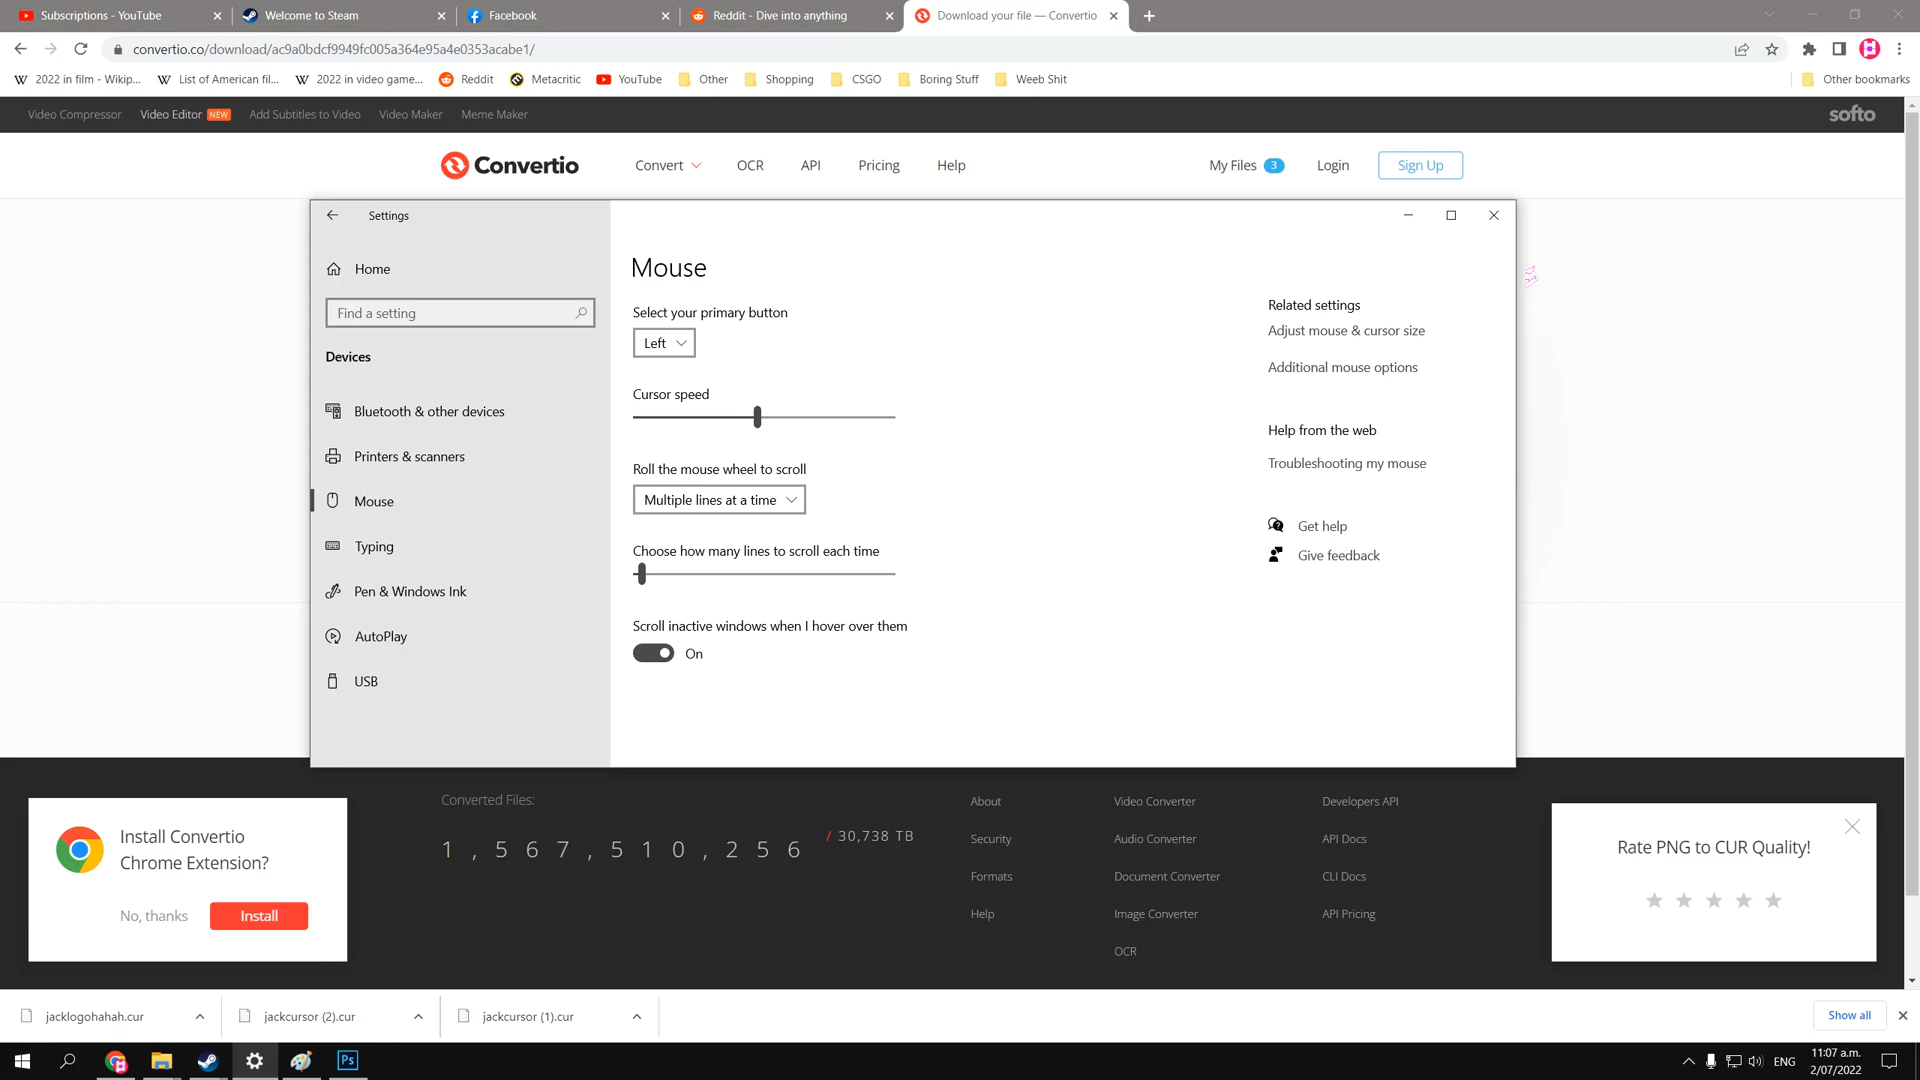 Subscriptions - YouTube
Welcome to Steam
Facebook
Reddit - Dive into anything
Download your file — Convertio
convertio.co/download/ac9a0bdcf9949fc005a364e95a4e0353acabe1/
2022 in film - Wikip...
List of American fil...
2022 in video game...
Reddit
Metacritic
YouTube
Other
Shopping
CSGO
Boring Stuff
Weeb Shit
Other bookmarks
Video Compressor
Video Editor NEW
Add Subtitles to Video
Video Maker
Meme Maker
softo
Convertio
Convert
OCR
API
Pricing
Help
My Files 3
Login
Sign Up
Settings
Home
Find a setting
Devices
Bluetooth & other devices
Printers & scanners
Mouse
Typing
Pen & Windows Ink
AutoPlay
USB
Mouse
Select your primary button
Left
Cursor speed
Roll the mouse wheel to scroll
Multiple lines at a time
Choose how many lines to scroll each time
Scroll inactive windows when I hover over them
On
Related settings
Adjust mouse & cursor size
Additional mouse options
Help from the web
Troubleshooting my mouse
Get help
Give feedback
Install Convertio
Chrome Extension?
No, thanks
Install
Converted Files:
1,567,510,256
/ 30,738 TB
About
Security
Formats
Help
Video Converter
Audio Converter
Document Converter
Image Converter
OCR
Developers API
API Docs
CLI Docs
API Pricing
Rate PNG to CUR Quality!
jacklogohahah.cur
jackcursor (2).cur
jackcursor (1).cur
Show all
Ps
ENG
11:07 a.m.
2/07/2022